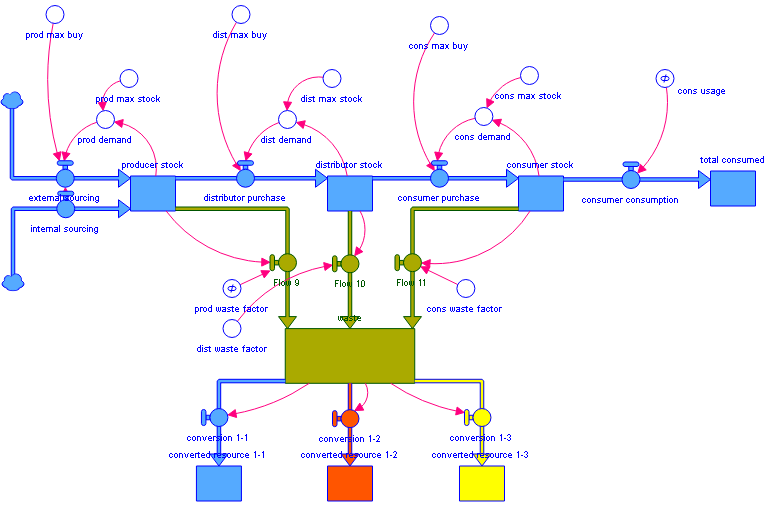 prod max buy
dist max buy
cons max buy
prod max stock
dist max stock
cons max stock
cons usage
prod demand
dist demand
cons demand
producer stock
distributor stock
consumer stock
total consumed
external sourcing
distributor purchase
consumer purchase
consumer consumption
internal sourcing
Flow 9
Flow 10
Flow 11
prod waste factor
cons waste factor
waste
dist waste factor
conversion 1-1
conversion 1-2
conversion 1-3
converted resource 1-1
converted resource 1-2
converted resource 1-3